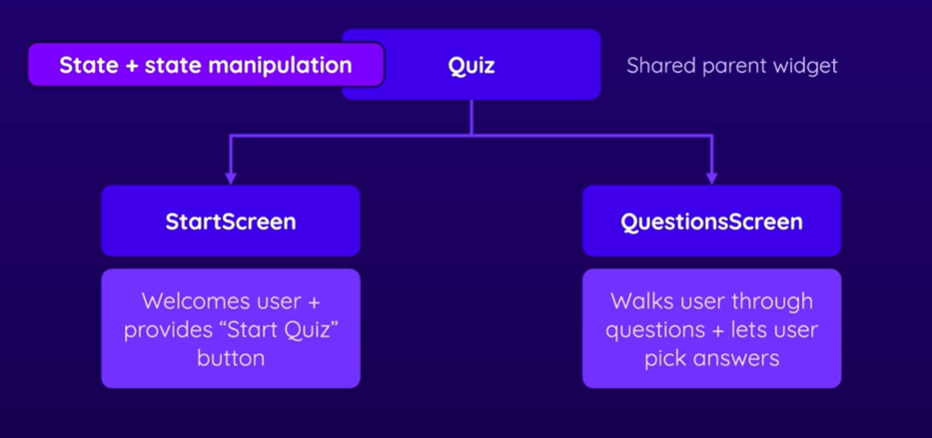 State + state manipulation
Quiz
Shared parent widget
StartScreen
QuestionsScreen
Welcomes user +
provides “Start Quiz”
button
Walks user through
questions + lets user
pick answers